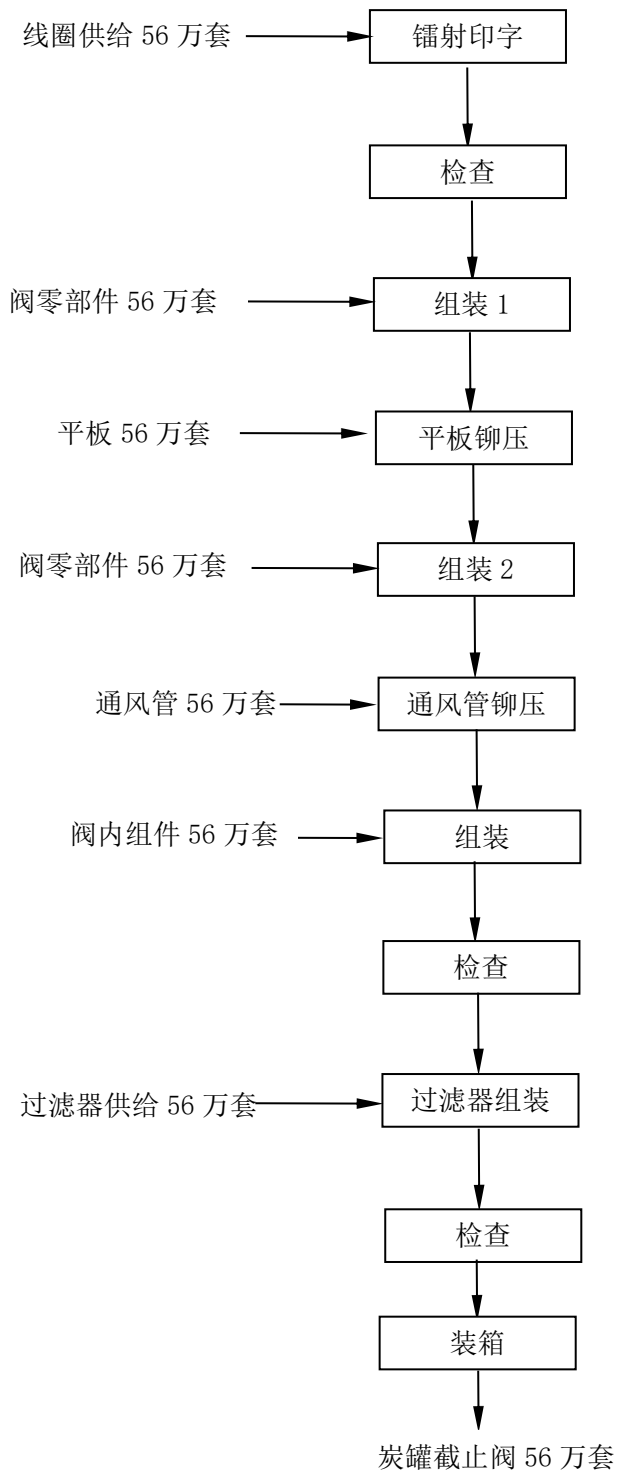 线圈供给 56 万套
镭射印字
检查
阀零部件 56 万套
组装 1
平板 56 万套
平板铆压
阀零部件 56 万套
组装 2
通风管 56 万套
通风管铆压
阀内组件 56 万套
组装
检查
过滤器供给 56 万套
过滤器组装
检查
装箱
炭罐截止阀 56 万套